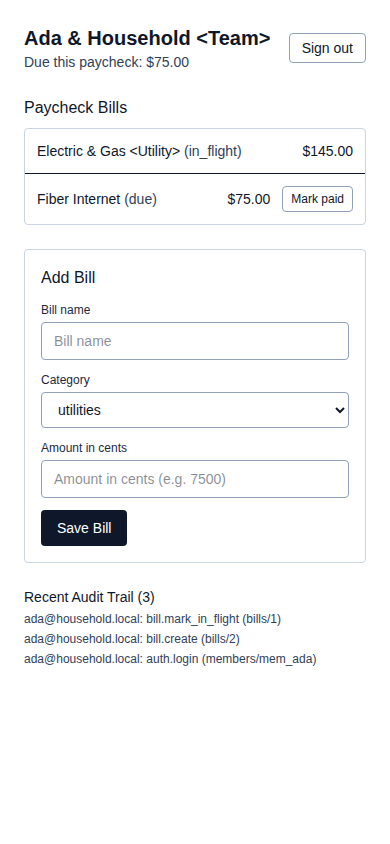 Ada & Household <Team>
Due this paycheck: $75.00
Sign out
Paycheck Bills
Electric & Gas <Utility> (in_flight) $145.00
Fiber Internet (due) $75.00 Mark paid
Add Bill
Bill name
Bill name
Category
utilities
Amount in cents
Amount in cents (e.g. 7500)
Save Bill
Recent Audit Trail (3)
ada@household.local: bill.mark_in_flight (bills/1)
ada@household.local: bill.create (bills/2)
ada@household.local: auth.login (members/mem_ada)